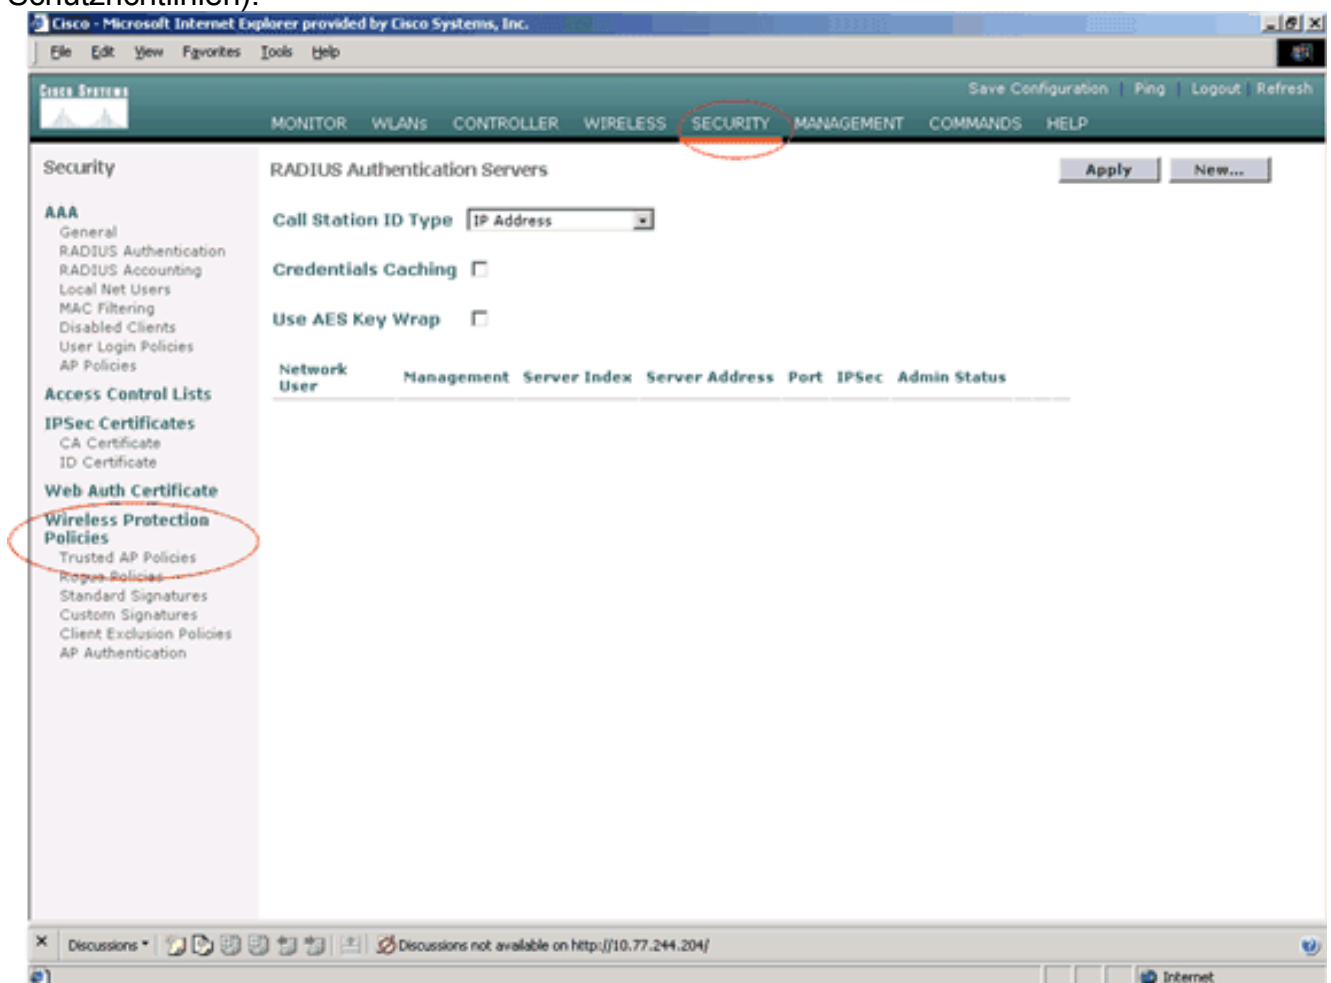 Schutzrichtlinien).
Cisco - Microsoft Internet Explorer provided by Cisco Systems, Inc.
File Edit View Favorites Tools Help
CISCO SYSTEMS
Save Configuration | Ping | Logout | Refresh
MONITOR WLANs CONTROLLER WIRELESS SECURITY MANAGEMENT COMMANDS HELP
Security
RADIUS Authentication Servers
Apply New...
AAA
General
RADIUS Authentication
RADIUS Accounting
Local Net Users
MAC Filtering
Disabled Clients
User Login Policies
AP Policies
Access Control Lists
IPSec Certificates
CA Certificate
ID Certificate
Web Auth Certificate
Wireless Protection
Policies
Trusted AP Policies
Rogue Policies
Standard Signatures
Custom Signatures
Client Exclusion Policies
AP Authentication
Call Station ID Type IP Address
Credentials Caching
Use AES Key Wrap
Network
User Management Server Index Server Address Port IPSec Admin Status
Discussions Discussions not available on http://10.77.244.204/
Internet